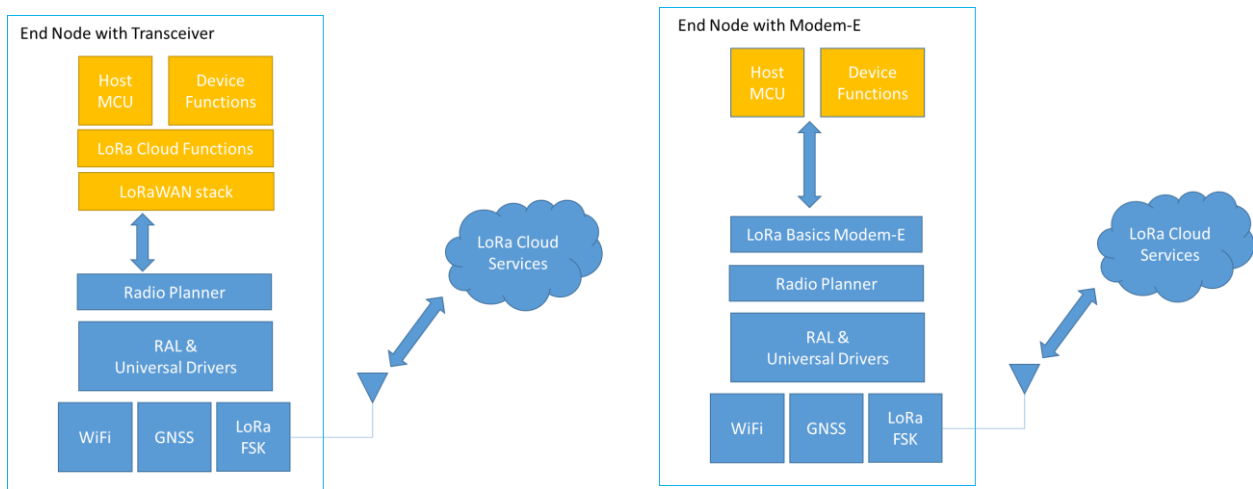 End Node with Transceiver
Host
MCU
Device
Functions
LoRa Cloud Functions
LoRaWAN stack
Radio Planner
RAL &
Universal Drivers
WiFi
GNSS
LoRa
FSK
LoRa Cloud
Services
End Node with Modem-E
Host
MCU
Device
Functions
LoRa Basics Modem-E
Radio Planner
RAL &
Universal Drivers
WiFi
GNSS
LoRa
FSK
LoRa Cloud
Services